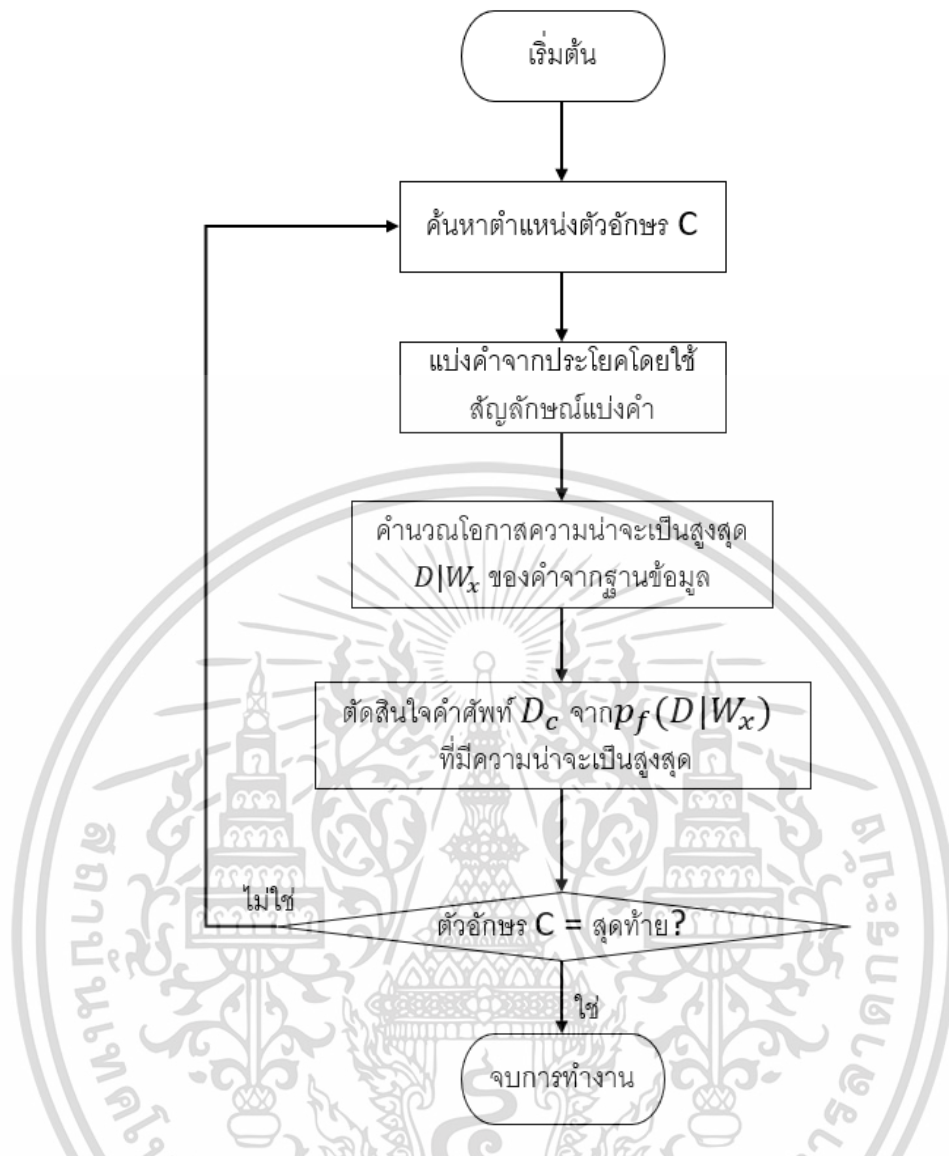 เริ่มต้น
ค้นหาตำแหน่งตัวอักษร C
แบ่งคำจากประโยคโดยใช้
สัญลักษณ์แบ่งคำ
คำนวณโอกาสความน่าจะเป็นสูงสุด
D|Wₓ ของคำจากฐานข้อมูล
ตัดสินใจคำศัพท์ D_c จาก p_f(D|Wₓ)
ที่มีความน่าจะเป็นสูงสุด
ไม่ใช่
ตัวอักษร C = สุดท้าย?
ใช่
จบการทำงาน